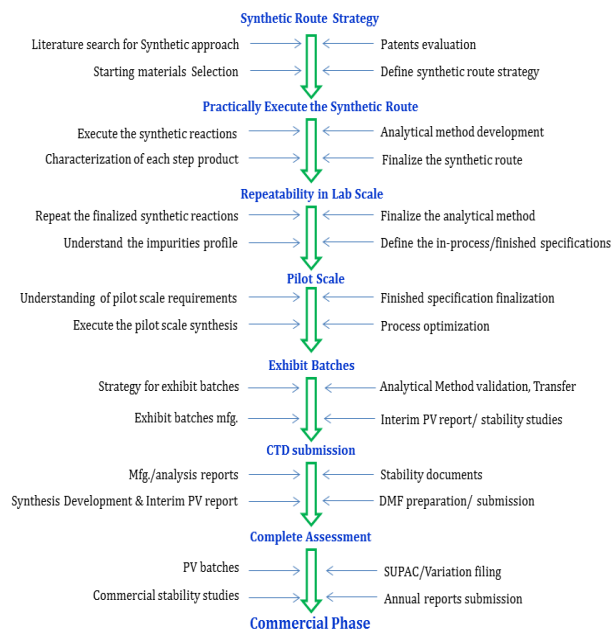 Synthetic Route Strategy
Literature search for Synthetic approach
Patents evaluation
Starting materials Selection
Define synthetic route strategy
Practically Execute the Synthetic Route
Execute the synthetic reactions
Analytical method development
Characterization of each step product
Finalize the synthetic route
Repeatability in Lab Scale
Repeat the finalized synthetic reactions
Finalize the analytical method
Understand the impurities profile
Define the in-process/finished specifications
Pilot Scale
Understanding of pilot scale requirements
Finished specification finalization
Execute the pilot scale synthesis
Process optimization
Exhibit Batches
Strategy for exhibit batches
Analytical Method validation, Transfer
Exhibit batches mfg.
Interim PV report/ stability studies
CTD submission
Mfg./analysis reports
Stability documents
Synthesis Development & Interim PV report
DMF preparation/ submission
Complete Assessment
PV batches
SUPAC/Variation filing
Commercial stability studies
Annual reports submission
Commercial Phase